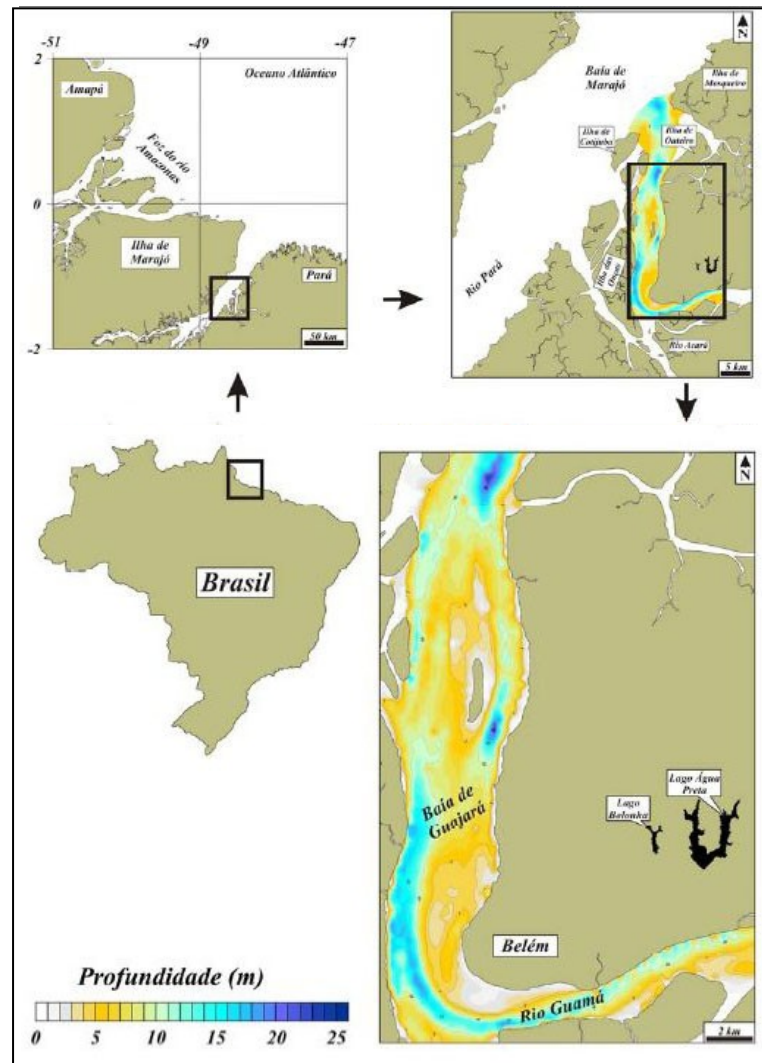 -51
-49
-47
2
0
-2
Oceano Atlântico
Amapá
Foz do rio
Amazonas
Ilha de
Marajó
Pará
50 km
N
Baía de
Marajó
Ilha de
Mosqueiro
Ilha de
Cotijuba
Ilha de
Outeiro
Ilha das Onças
Rio Pará
Rio Acará
5 km
Brasil
N
Baía de
Guajará
Lago Água
Preta
Lago
Bolonha
Belém
Rio Guamá
2 km
Profundidade (m)
0 5 10 15 20 25